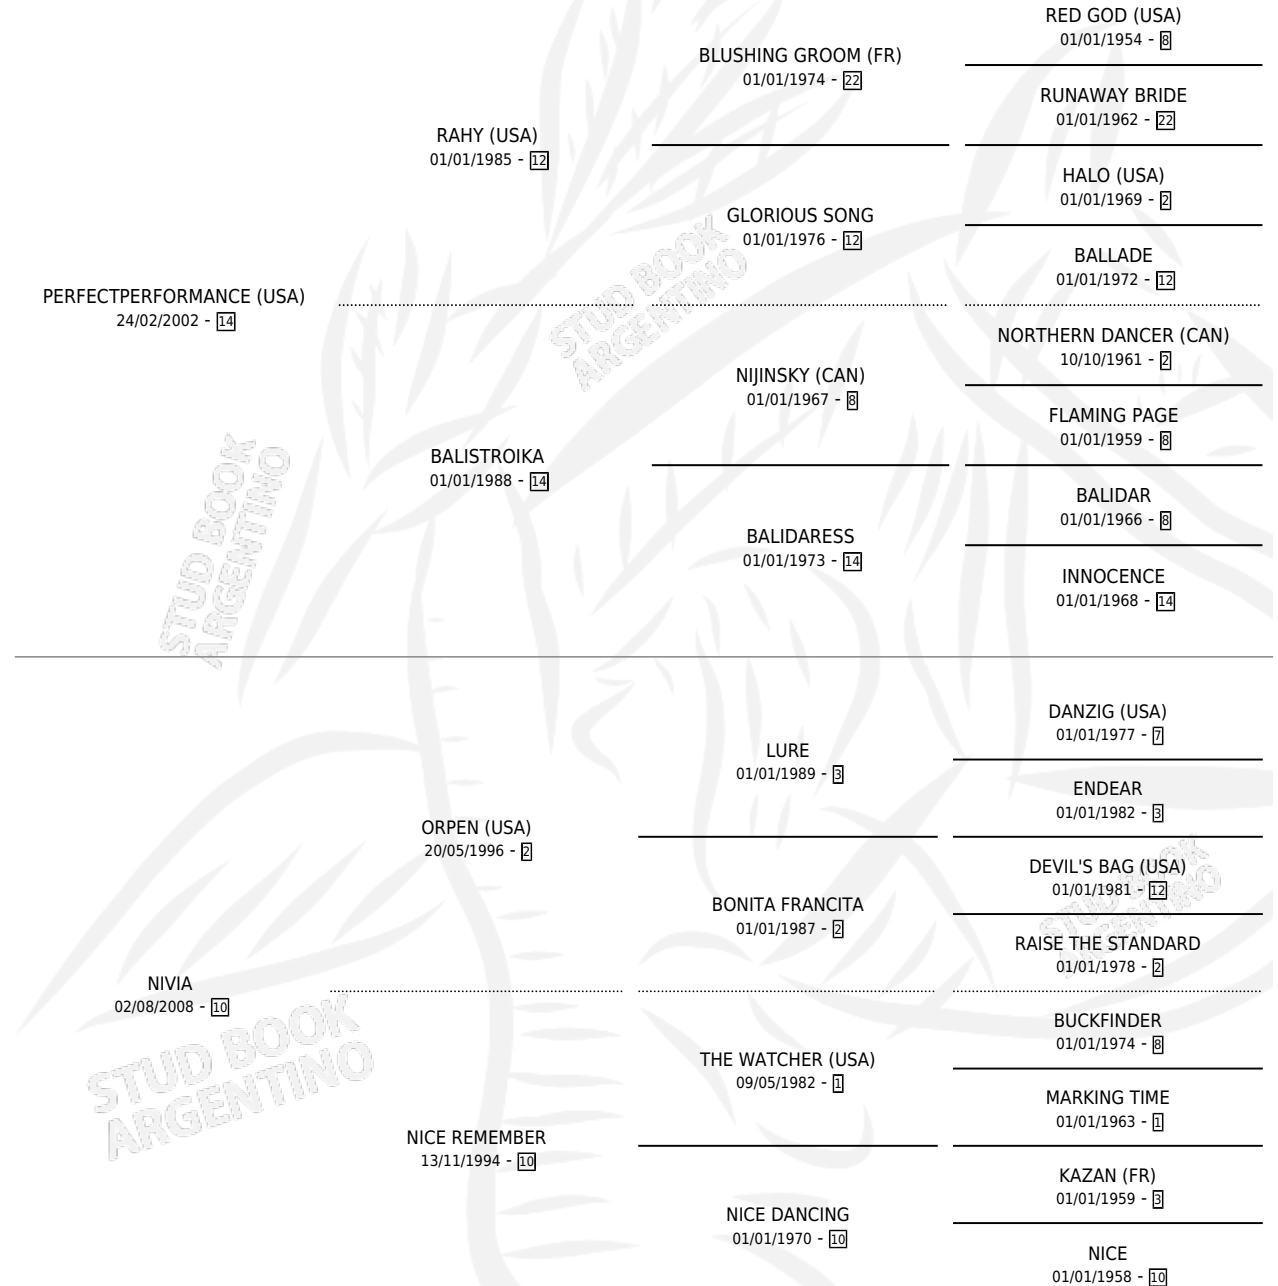 RED GOD (USA)
01/01/1954 - 8
BLUSHING GROOM (FR)
01/01/1974 - 22
RUNAWAY BRIDE
01/01/1962 - 22
RAHY (USA)
01/01/1985 - 12
HALO (USA)
01/01/1969 - 2
GLORIOUS SONG
01/01/1976 - 12
BALLADE
01/01/1972 - 12
PERFECTPERFORMANCE (USA)
24/02/2002 - 14
STUD BOOK
ARGENTINO
NORTHERN DANCER (CAN)
10/10/1961 - 2
NIJINSKY (CAN)
01/01/1967 - 8
FLAMING PAGE
01/01/1959 - 8
BALISTROIKA
01/01/1988 - 14
BALIDAR
01/01/1966 - 8
BALIDARESS
01/01/1973 - 14
INNOCENCE
01/01/1968 - 14
STUD BOOK
ARGENTINO
DANZIG (USA)
01/01/1977 - 7
LURE
01/01/1989 - 3
ENDEAR
01/01/1982 - 3
ORPEN (USA)
20/05/1996 - 2
DEVIL'S BAG (USA)
01/01/1981 - 12
BONITA FRANCITA
01/01/1987 - 2
RAISE THE STANDARD
01/01/1978 - 2
STUD BOOK
ARGENTINO
NIVIA
02/08/2008 - 10
BUCKFINDER
01/01/1974 - 8
THE WATCHER (USA)
09/05/1982 - 1
MARKING TIME
01/01/1963 - 1
STUD BOOK
ARGENTINO
NICE REMEMBER
13/11/1994 - 10
KAZAN (FR)
01/01/1959 - 3
NICE DANCING
01/01/1970 - 10
NICE
01/01/1958 - 10